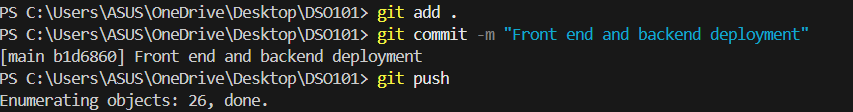 PS C:\Users\ASUS\OneDrive\Desktop\DSO101> git add .
PS C:\Users\ASUS\OneDrive\Desktop\DSO101> git commit -m "Front end and backend deployment"
[main b1d6860] Front end and backend deployment
PS C:\Users\ASUS\OneDrive\Desktop\DSO101> git push
Enumerating objects: 26, done.